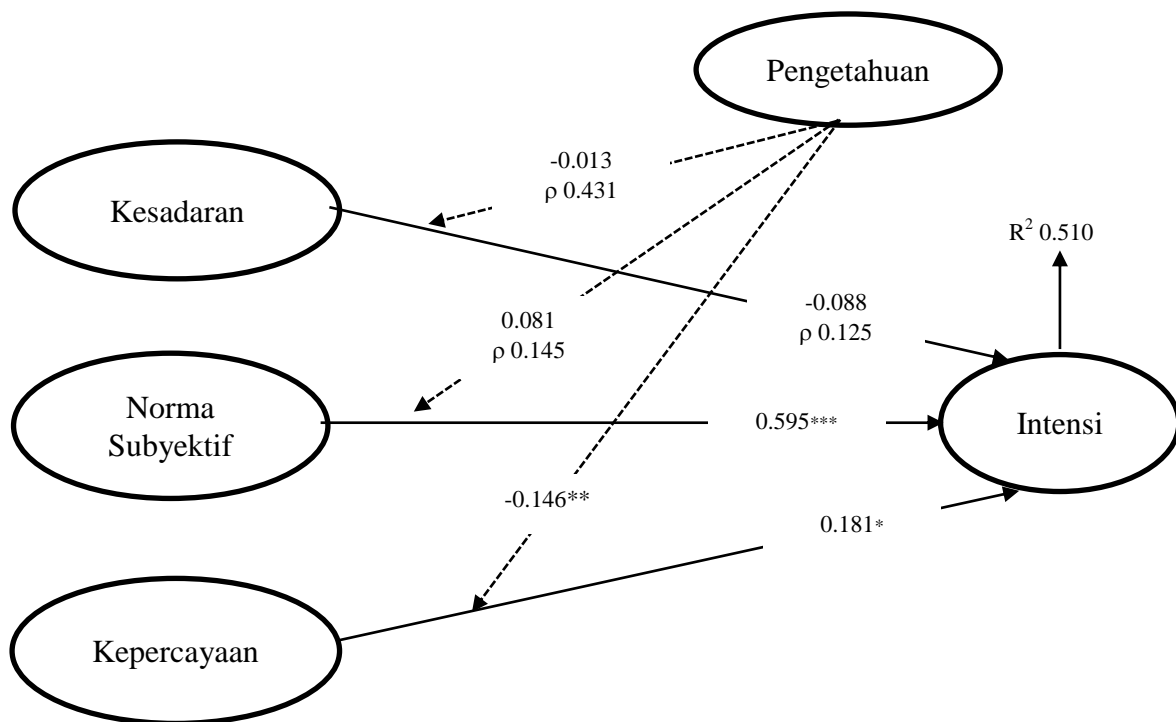 Pengetahuan
-0.013
ρ 0.431
Kesadaran
R² 0.510
-0.088
ρ 0.125
0.081
ρ 0.145
Norma
Subyektif
0.595***
Intensi
-0.146**
0.181*
Kepercayaan